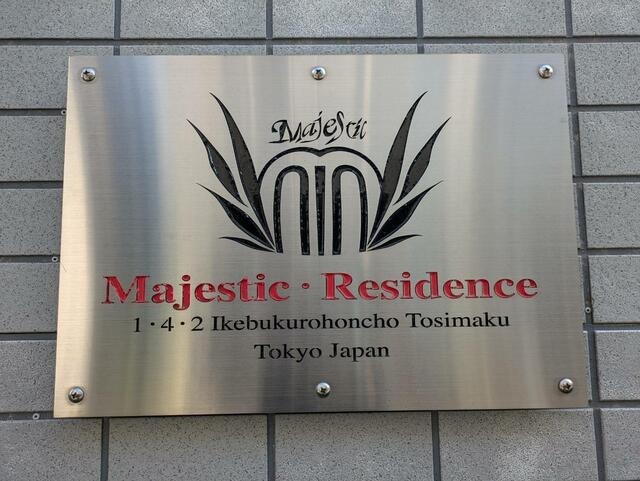 Majestic
Majestic · Residence
1・4・2 Ikebukurohoncho Tosimaku
Tokyo Japan